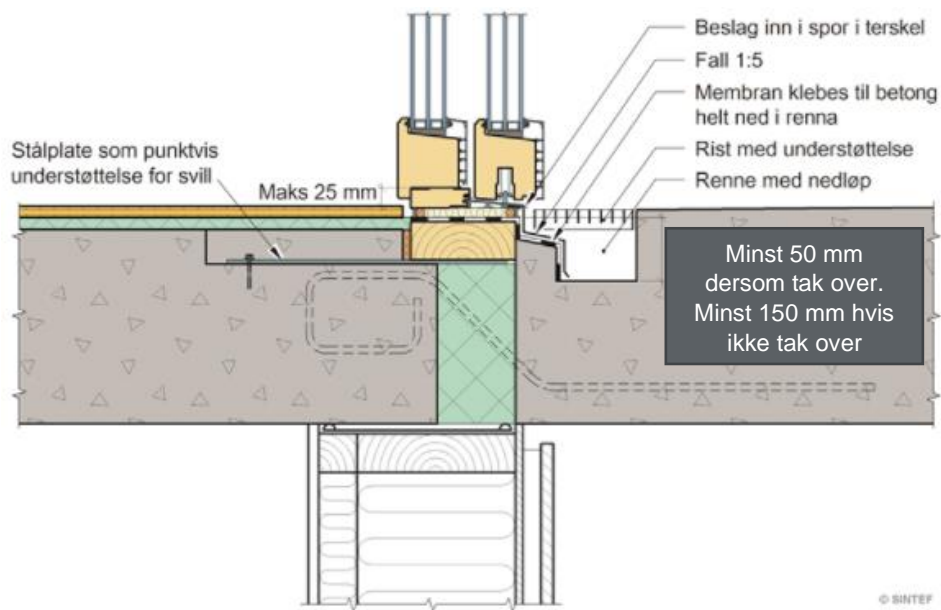 Beslag inn i spor i terskel
Fall 1:5
Membran klebes til betong
helt ned i renna
Rist med understøttelse
Renne med nedløp
Stålplate som punktvis
understøttelse for svill
Maks 25 mm
Minst 50 mm
dersom tak over.
Minst 150 mm hvis
ikke tak over
© SINTEF